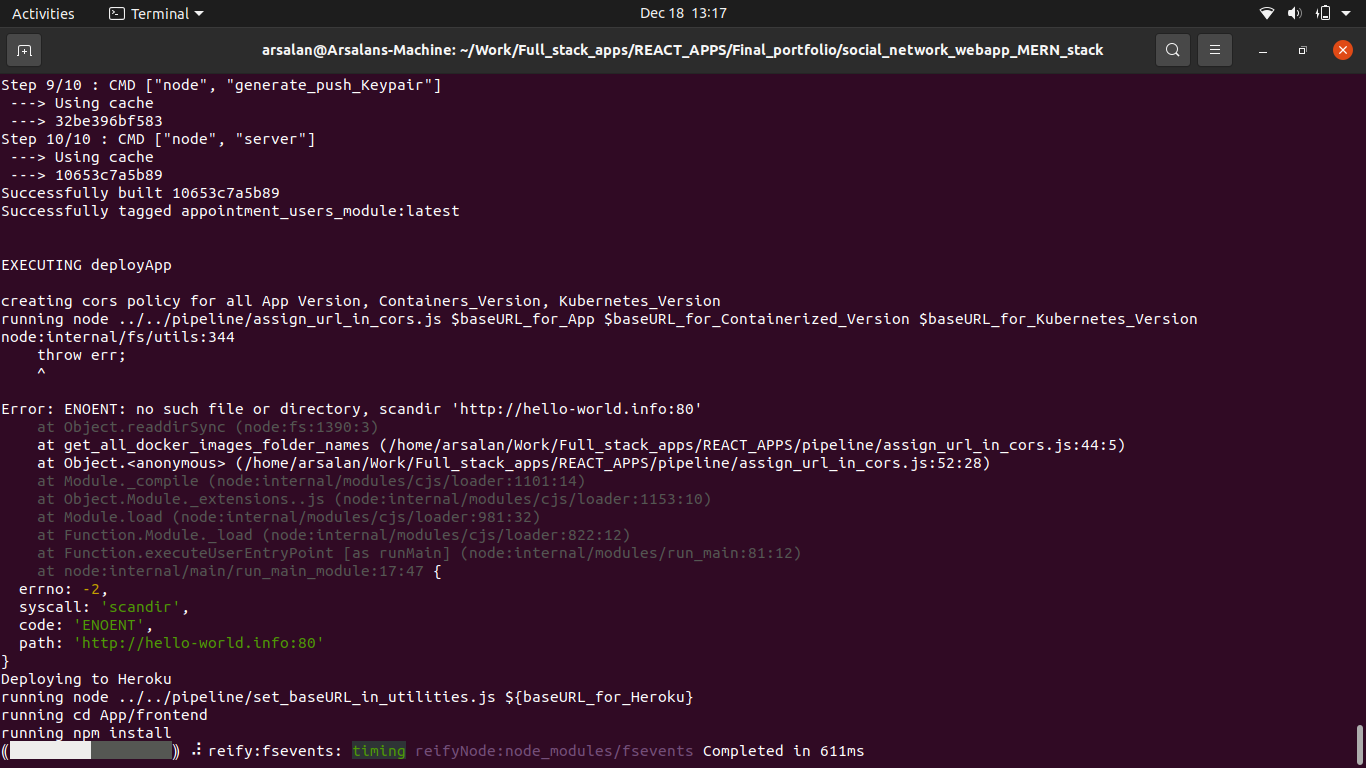 Activities
Terminal
Dec 18 13:17
arsalan@Arsalans-Machine: ~/Work/Full_stack_apps/REACT_APPS/Final_portfolio/social_network_webapp_MERN_stack
Step 9/10 : CMD ["node", "generate_push_Keypair"]
 ---> Using cache
 ---> 32be396bf583
Step 10/10 : CMD ["node", "server"]
 ---> Using cache
 ---> 10653c7a5b89
Successfully built 10653c7a5b89
Successfully tagged appointment_users_module:latest
EXECUTING deployApp
creating cors policy for all App Version, Containers_Version, Kubernetes_Version
running node ../../pipeline/assign_url_in_cors.js $baseURL_for_App $baseURL_for_Containerized_Version $baseURL_for_Kubernetes_Version
node:internal/fs/utils:344
    throw err;
    ^
Error: ENOENT: no such file or directory, scandir 'http://hello-world.info:80'
    at Object.readdirSync (node:fs:1390:3)
    at get_all_docker_images_folder_names (/home/arsalan/Work/Full_stack_apps/REACT_APPS/pipeline/assign_url_in_cors.js:44:5)
    at Object.<anonymous> (/home/arsalan/Work/Full_stack_apps/REACT_APPS/pipeline/assign_url_in_cors.js:52:28)
    at Module._compile (node:internal/modules/cjs/loader:1101:14)
    at Object.Module._extensions..js (node:internal/modules/cjs/loader:1153:10)
    at Module.load (node:internal/modules/cjs/loader:981:32)
    at Function.Module._load (node:internal/modules/cjs/loader:822:12)
    at Function.executeUserEntryPoint [as runMain] (node:internal/modules/run_main:81:12)
    at node:internal/main/run_main_module:17:47 {
  errno: -2,
  syscall: 'scandir',
  code: 'ENOENT',
  path: 'http://hello-world.info:80'
}
Deploying to Heroku
running node ../../pipeline/set_baseURL_in_utilities.js ${baseURL_for_Heroku}
running cd App/frontend
running npm install
⸨          ⸩ ⠼ reify:fsevents: timing reifyNode:node_modules/fsevents Completed in 611ms